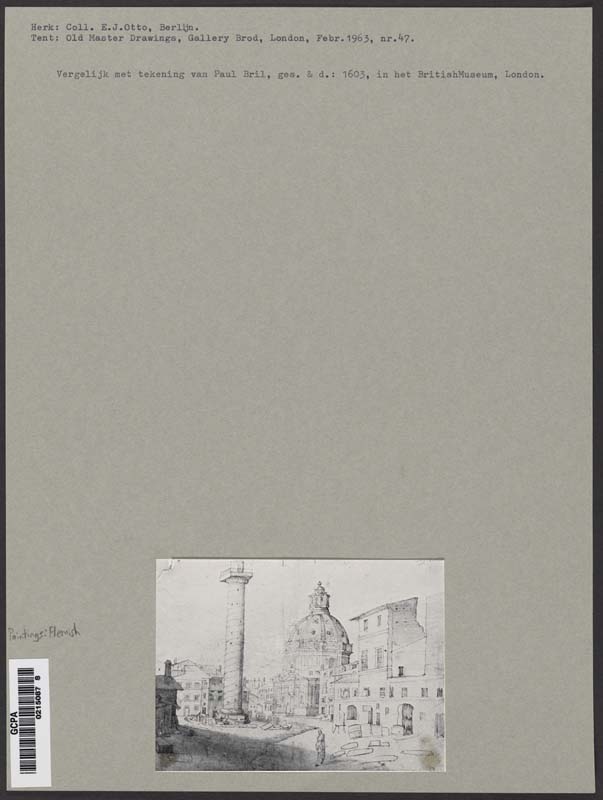 Herk: Coll. E.J.Otto, Berlijn.
Tent: Old Master Drawings, Gallery Brod, London, Febr.1963, nr.47.
Vergelijk met tekening van Paul Bril, ges. & d.: 1603, in het BritishMuseum, London.
Paintings: Flemish
GCPA
0215087 8